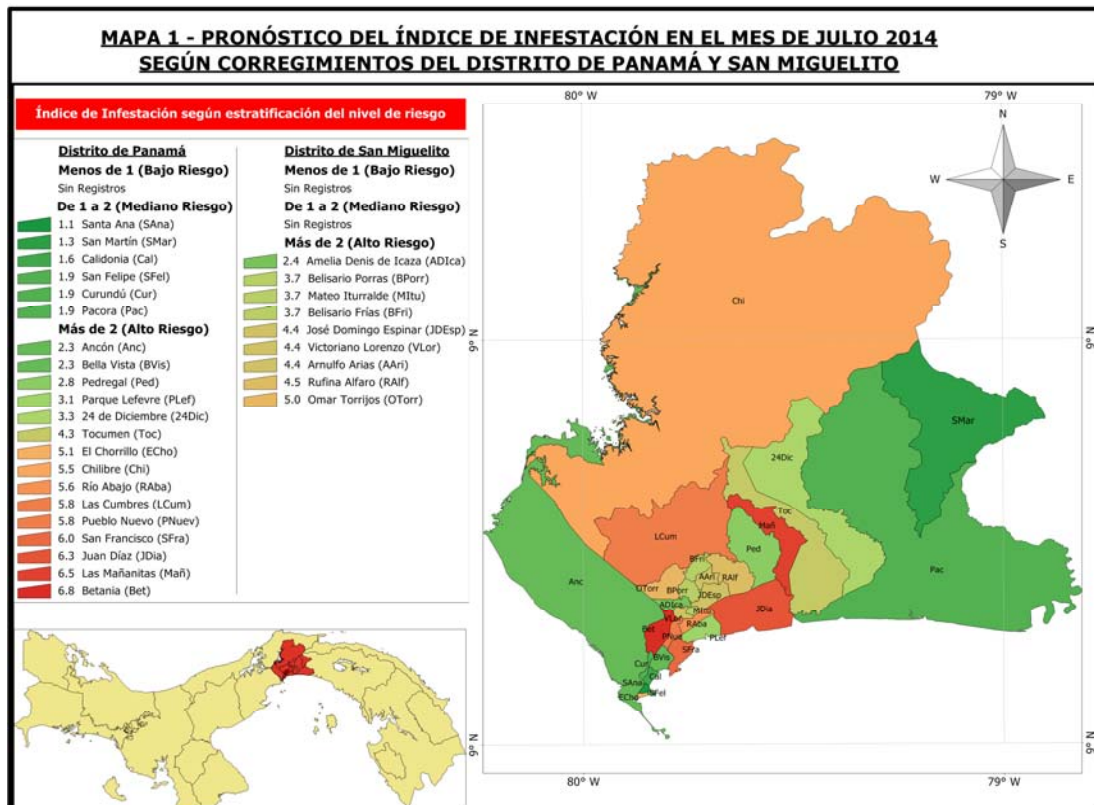 MAPA 1 - PRONÓSTICO DEL ÍNDICE DE INFESTACIÓN EN EL MES DE JULIO 2014
SEGÚN CORREGIMIENTOS DEL DISTRITO DE PANAMÁ Y SAN MIGUELITO
Índice de Infestación según estratificación del nivel de riesgo
Distrito de Panamá
Menos de 1 (Bajo Riesgo)
Sin Registros
De 1 a 2 (Mediano Riesgo)
1.1 Santa Ana (SAna)
1.3 San Martín (SMar)
1.6 Calidonia (Cal)
1.9 San Felipe (SFel)
1.9 Curundú (Cur)
1.9 Pacora (Pac)
Más de 2 (Alto Riesgo)
2.3 Ancón (Anc)
2.3 Bella Vista (BVis)
2.8 Pedregal (Ped)
3.1 Parque Lefevre (PLef)
3.3 24 de Diciembre (24Dic)
4.3 Tocumen (Toc)
5.1 El Chorrillo (ECho)
5.5 Chilibre (Chi)
5.6 Río Abajo (RAba)
5.8 Las Cumbres (LCum)
5.8 Pueblo Nuevo (PNuev)
6.0 San Francisco (SFra)
6.3 Juan Díaz (JDia)
6.5 Las Mañanitas (Mañ)
6.8 Betania (Bet)
Distrito de San Miguelito
Menos de 1 (Bajo Riesgo)
Sin Registros
De 1 a 2 (Mediano Riesgo)
Sin Registros
Más de 2 (Alto Riesgo)
2.4 Amelia Denis de Icaza (ADIca)
3.7 Belisario Porras (BPorr)
3.7 Mateo Iturralde (MItu)
3.7 Belisario Frías (BFri)
4.4 José Domingo Espinar (JDEsp)
4.4 Victoriano Lorenzo (VLor)
4.4 Arnulfo Arias (AAri)
4.5 Rufina Alfaro (RAlf)
5.0 Omar Torrijos (OTorr)
80° W
79° W
N
W
E
S
9° N
9° N
Chi
SMar
24Dic
Toc
Mañ
LCum
Ped
Pac
Anc
BFri
AAri
RAlf
OTorr
BPorr
JDEsp
ADIca
MItu
JDia
VLor
RAba
Bet
PNue
PLef
SFra
BVis
Cur
Cal
SAna
SFel
ECho
9° N
9° N
80° W
79° W